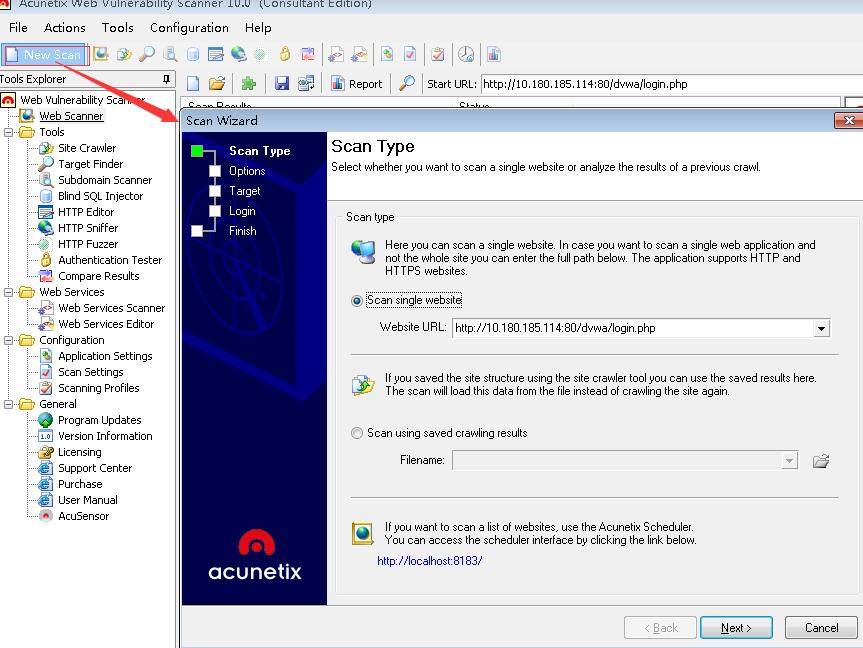 Acunetix Web Vulnerability Scanner 10.0 (Consultant Edition)
File Actions Tools Configuration Help
New Scan
Tools Explorer
Report
Start URL: http://10.180.185.114:80/dvwa/login.php
Scan Results Status
Web Vulnerability Scanner
Web Scanner
Tools
Site Crawler
Target Finder
Subdomain Scanner
Blind SQL Injector
HTTP Editor
HTTP Sniffer
HTTP Fuzzer
Authentication Tester
Compare Results
Web Services
Web Services Scanner
Web Services Editor
Configuration
Application Settings
Scan Settings
Scanning Profiles
General
Program Updates
1.0 Version Information
Licensing
Support Center
Purchase
User Manual
AcuSensor
Scan Wizard
Scan Type
Options
Target
Login
Finish
acunetix
Scan Type
Select whether you want to scan a single website or analyze the results of a previous crawl.
Scan type
Here you can scan a single website. In case you want to scan a single web application and
not the whole site you can enter the full path below. The application supports HTTP and
HTTPS websites.
Scan single website
Website URL: http://10.180.185.114:80/dvwa/login.php
If you saved the site structure using the site crawler tool you can use the saved results here.
The scan will load this data from the file instead of crawling the site again.
Scan using saved crawling results
Filename:
If you want to scan a list of websites, use the Acunetix Scheduler.
You can access the scheduler interface by clicking the link below.
http://localhost:8183/
< Back Next > Cancel